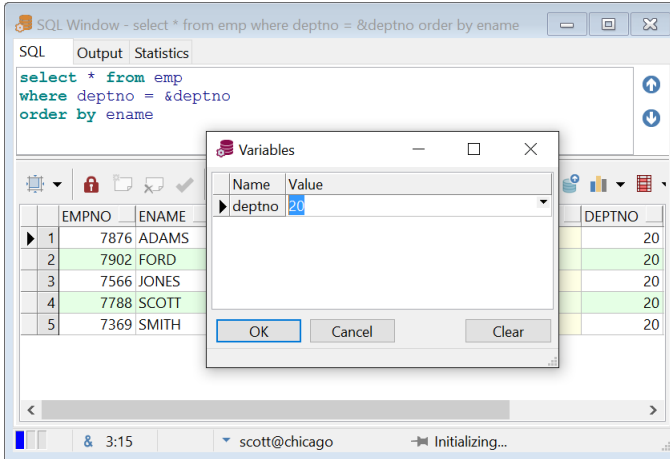 SQL Window - select * from emp where deptno = &deptno order by ename
SQL Output Statistics
select * from emp
where deptno = &deptno
order by ename
Variables
Name Value
deptno 20
OK Cancel Clear
EMPNO ENAME DEPTNO
1 7876 ADAMS 20
2 7902 FORD 20
3 7566 JONES 20
4 7788 SCOTT 20
5 7369 SMITH 20
& 3:15 scott@chicago Initializing...